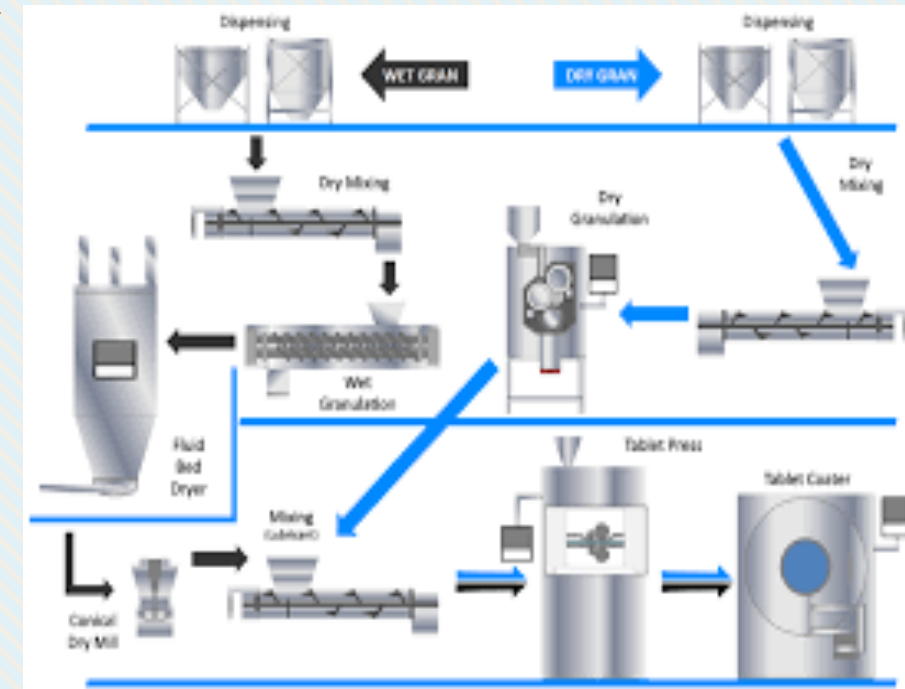 Dispensing
Dispensing
WET GRAN
DRY GRAN
Dry Mixing
Dry
Mixing
Dry
Granulation
Wet
Granulation
Fluid
Bed
Dryer
Tablet Press
Tablet Coater
Mixing
(Lubricant)
Conical
Dry Mill